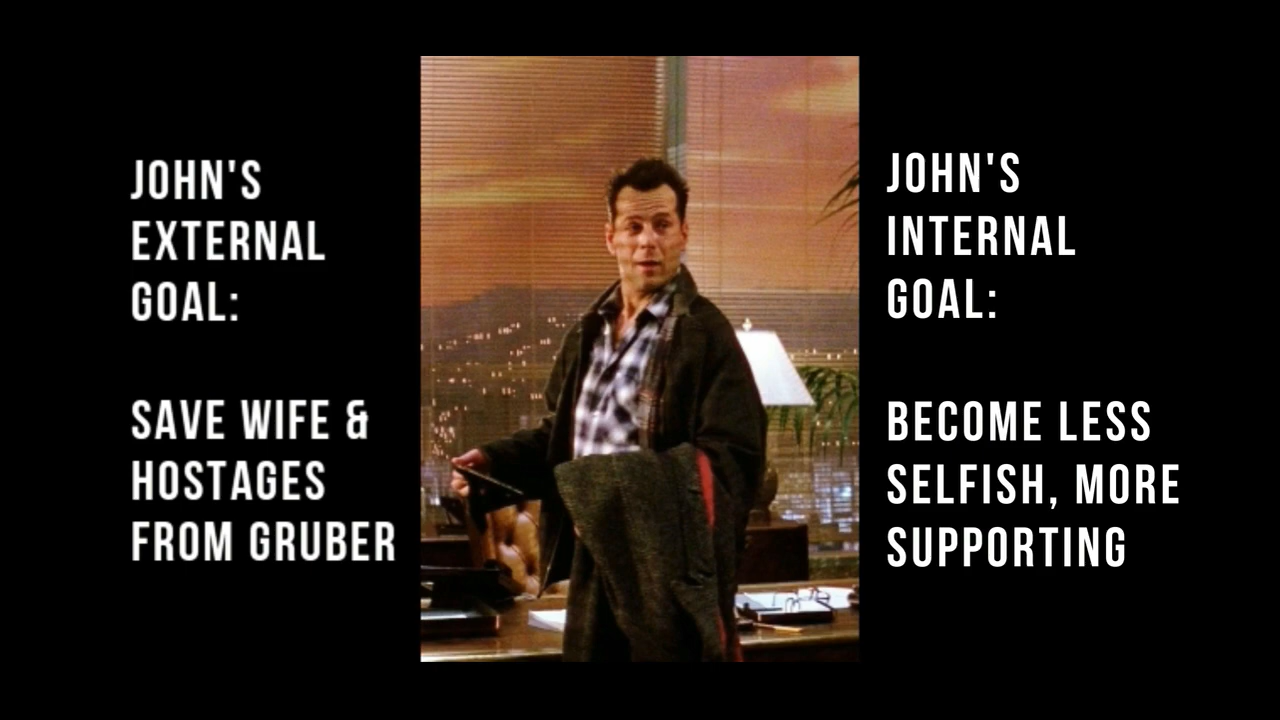 JOHN'S
EXTERNAL
GOAL:
SAVE WIFE &
HOSTAGES
FROM GRUBER
JOHN'S
INTERNAL
GOAL:
BECOME LESS
SELFISH, MORE
SUPPORTING